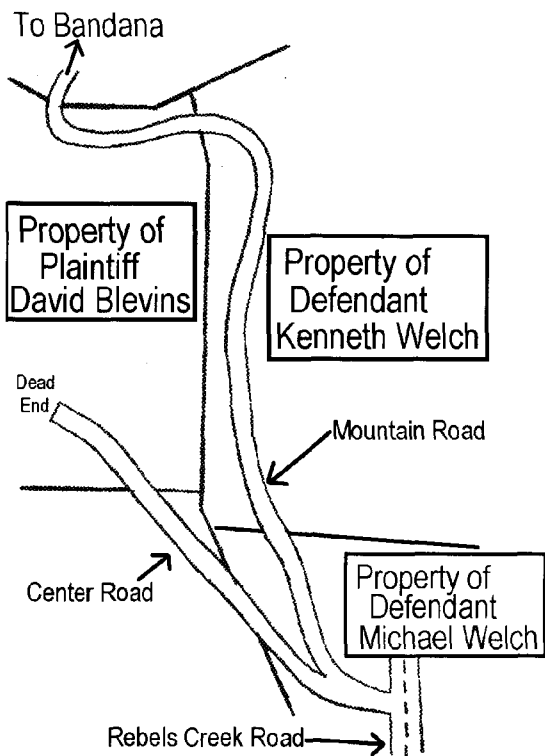 To Bandana
Property of
Plaintiff
David Blevins
Property of
Defendant
Kenneth Welch
Dead
End
Mountain Road
Center Road
Property of
Defendant
Michael Welch
Rebels Creek Road